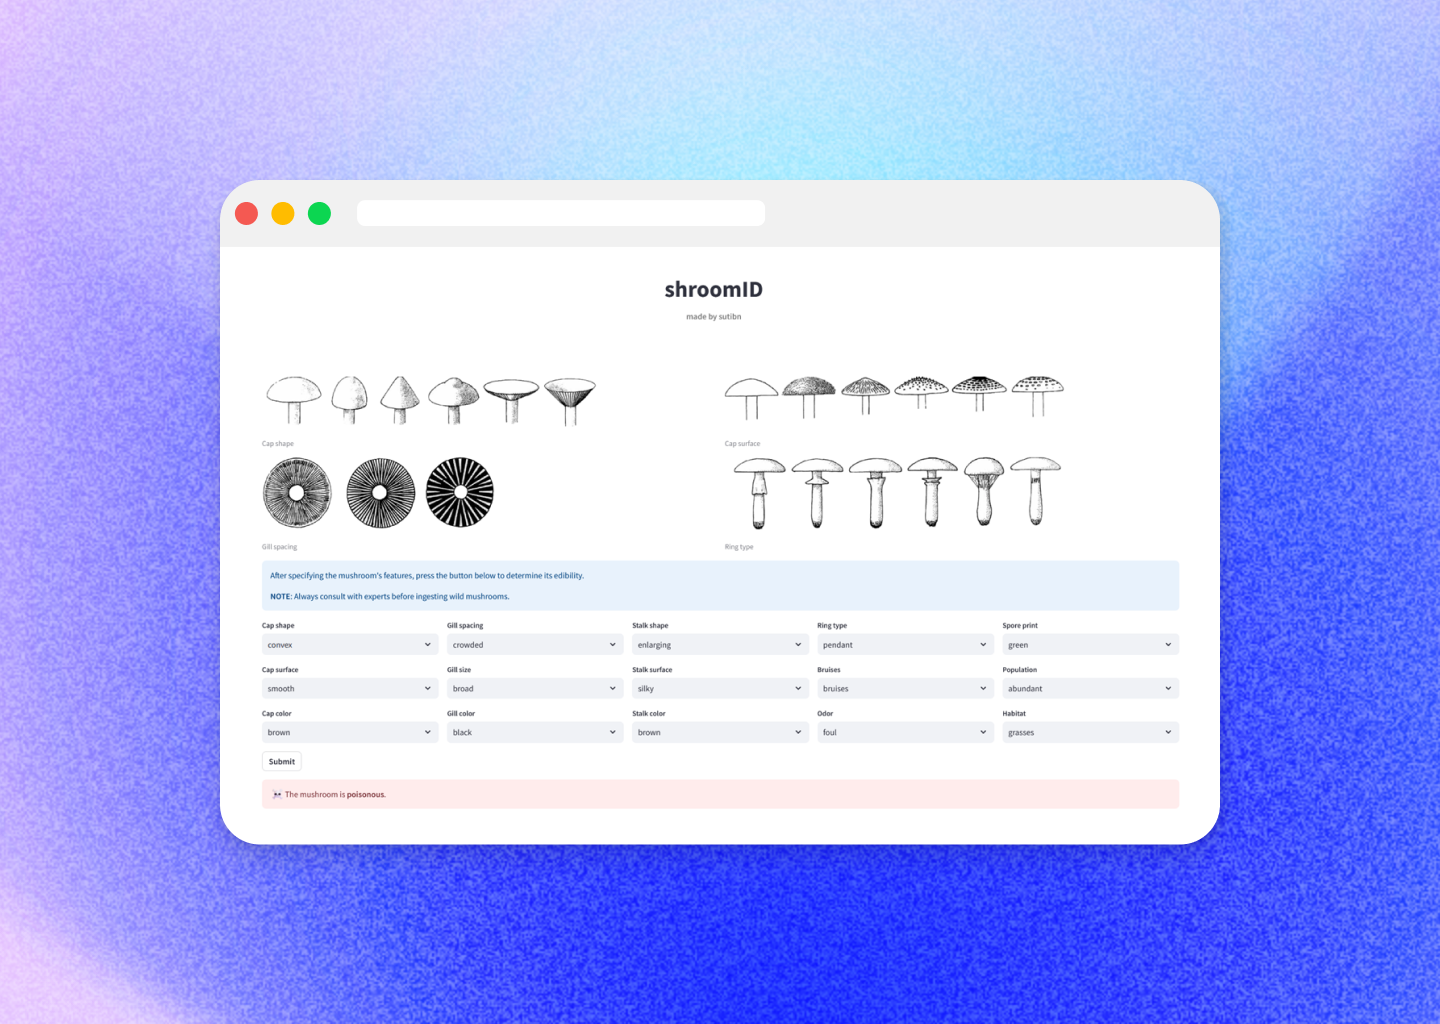 shroomID
made by sutibn
Cap shape
Cap surface
Gill spacing
Ring type
After specifying the mushroom's features, press the button below to determine its edibility.
NOTE: Always consult with experts before ingesting wild mushrooms.
Cap shape
Gill spacing
Stalk shape
Ring type
Spore print
convex
crowded
enlarging
pendant
green
Cap surface
Gill size
Stalk surface
Bruises
Population
smooth
broad
silky
bruises
abundant
Cap color
Gill color
Stalk color
Odor
Habitat
brown
black
brown
foul
grasses
Submit
☠️ The mushroom is poisonous.